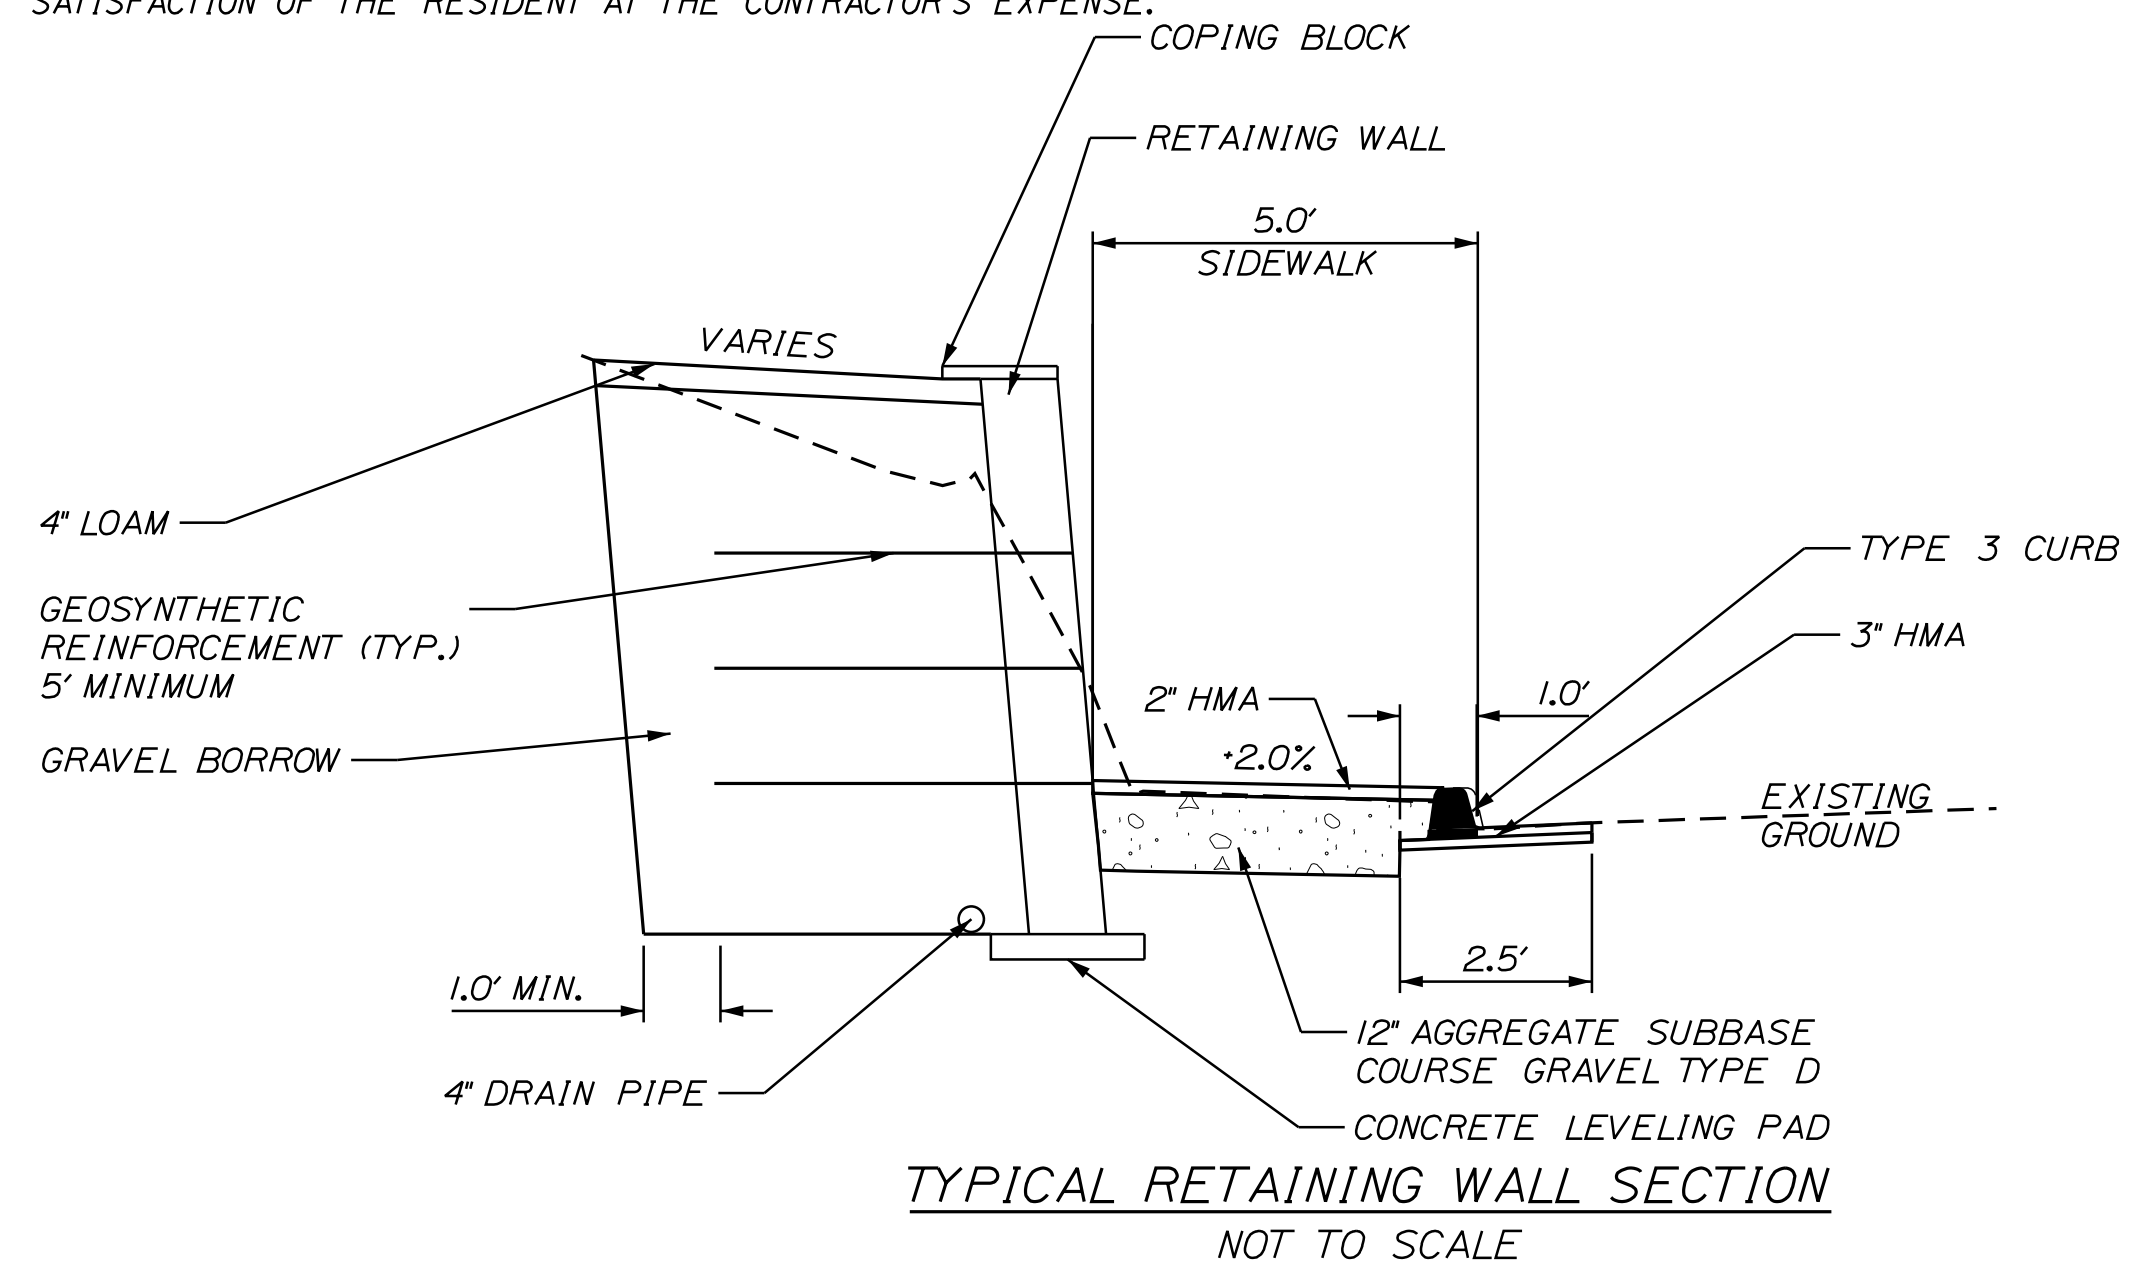 SATISFACTION OF THE RESIDENT AT THE CONTRACTOR'S EXPENSE.
COPING BLOCK
RETAINING WALL
5.0'
SIDEWALK
VARIES
4" LOAM
GEOSYNTHETIC
REINFORCEMENT (TYP.)
5' MINIMUM
GRAVEL BORROW
TYPE 3 CURB
3" HMA
2" HMA
1.0'
+2.0%
EXISTING
GROUND
2.5'
1.0' MIN.
12" AGGREGATE SUBBASE
COURSE GRAVEL TYPE D
4" DRAIN PIPE
CONCRETE LEVELING PAD
TYPICAL RETAINING WALL SECTION
NOT TO SCALE